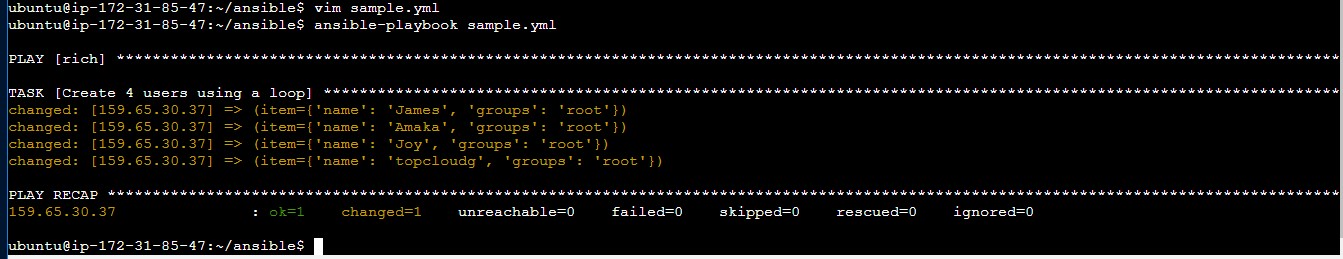 ubuntu@ip-172-31-85-47:~/ansible$ vim sample.yml
ubuntu@ip-172-31-85-47:~/ansible$ ansible-playbook sample.yml
PLAY [rich] ****************************************************************************************************************************************
TASK [Create 4 users using a loop] *****************************************************************************************************************
changed: [159.65.30.37] => (item={'name': 'James', 'groups': 'root'})
changed: [159.65.30.37] => (item={'name': 'Amaka', 'groups': 'root'})
changed: [159.65.30.37] => (item={'name': 'Joy', 'groups': 'root'})
changed: [159.65.30.37] => (item={'name': 'topcloudg', 'groups': 'root'})
PLAY RECAP *****************************************************************************************************************************************
159.65.30.37               : ok=1    changed=1    unreachable=0    failed=0    skipped=0    rescued=0    ignored=0
ubuntu@ip-172-31-85-47:~/ansible$